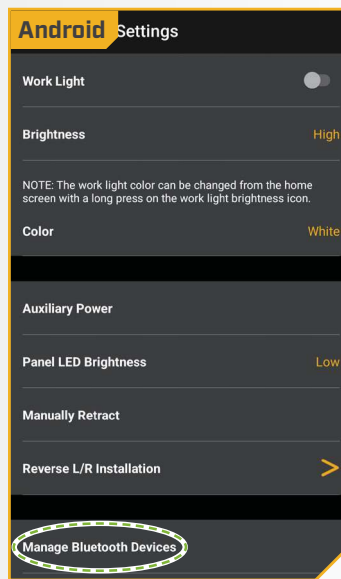 Android Settings
Work Light
Brightness High
NOTE: The work light color can be changed from the home
screen with a long press on the work light brightness icon.
Color White
Auxiliary Power
Panel LED Brightness Low
Manually Retract
Reverse L/R Installation >
Manage Bluetooth Devices